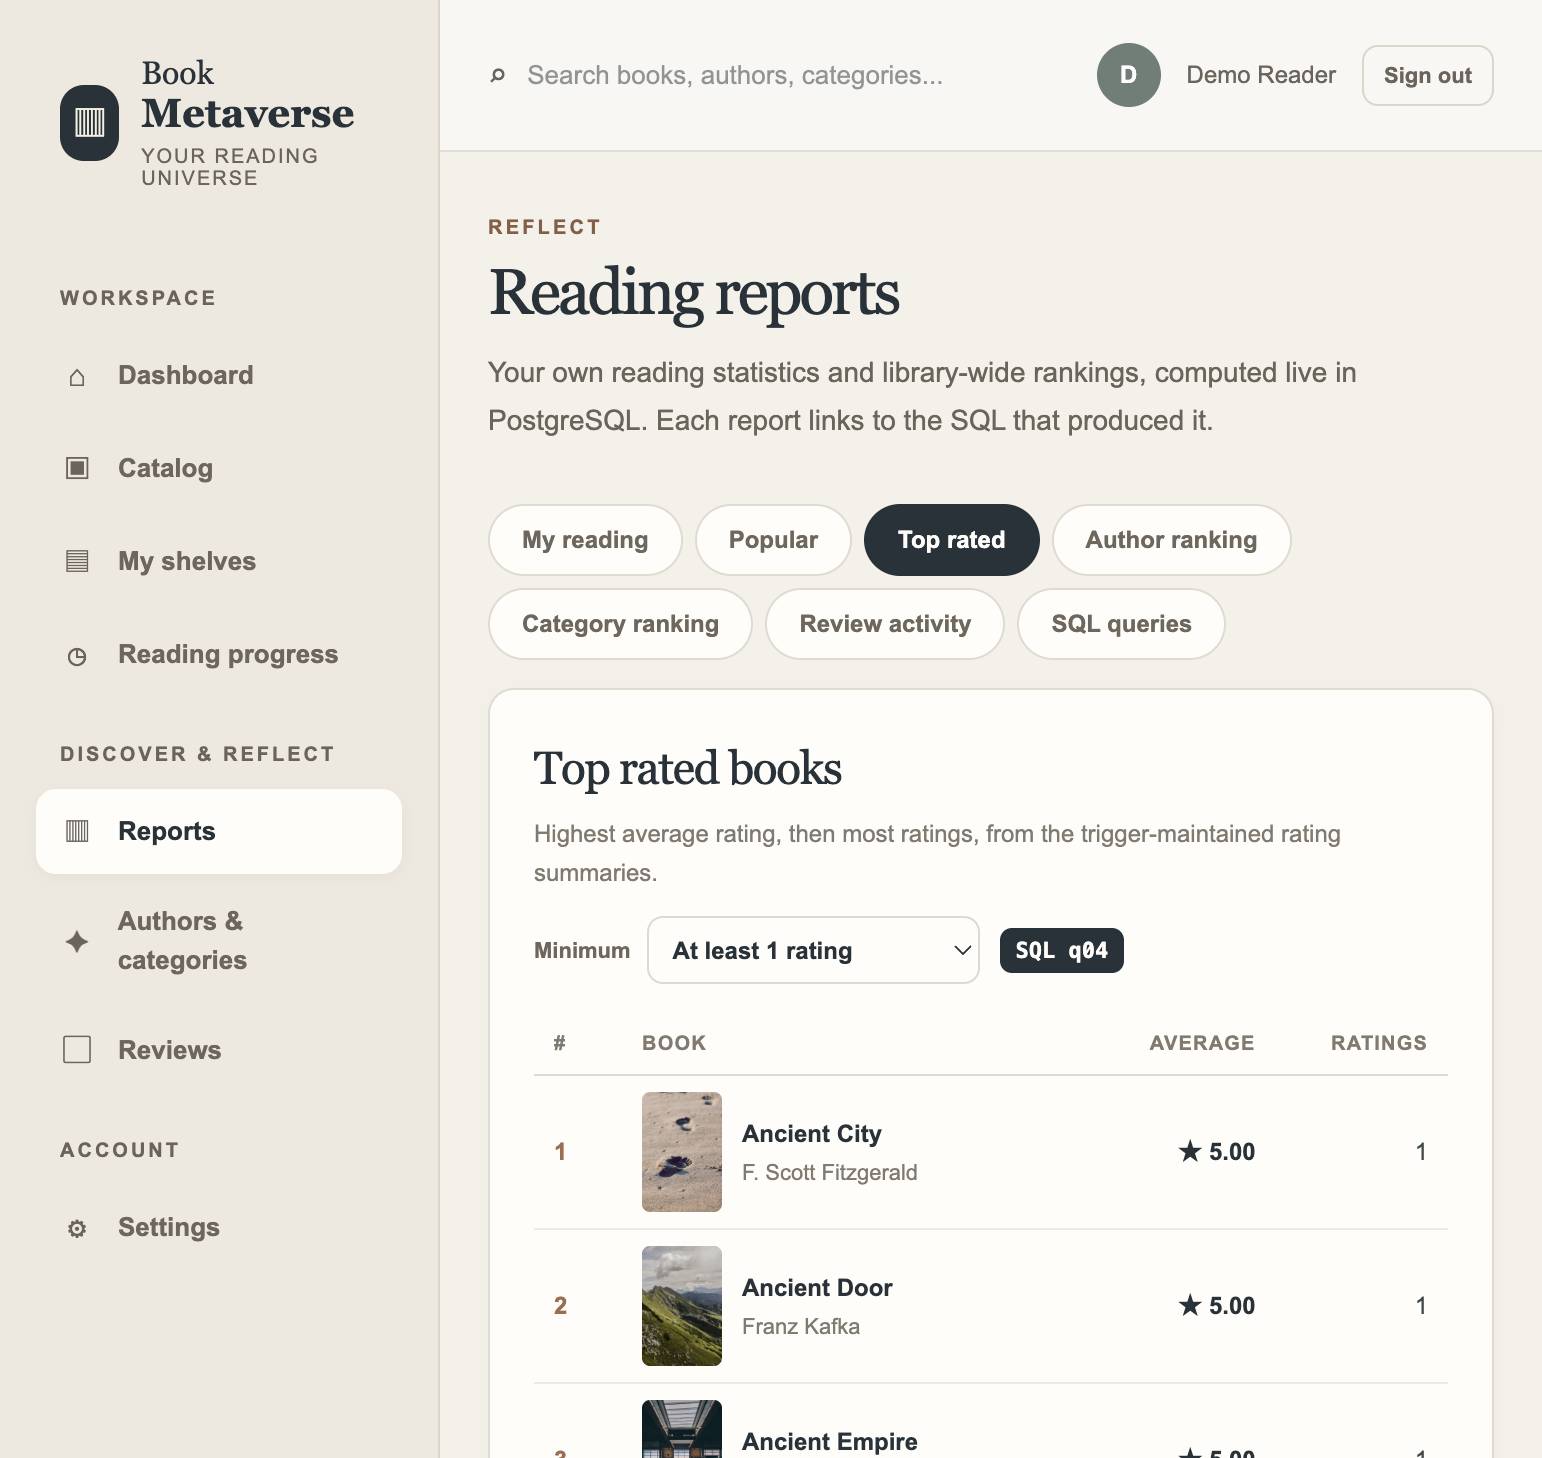 Book
Metaverse
YOUR READING
UNIVERSE
WORKSPACE
Dashboard
Catalog
My shelves
Reading progress
DISCOVER & REFLECT
Reports
Authors &
categories
Reviews
ACCOUNT
Settings
Search books, authors, categories...
D
Demo Reader
Sign out
REFLECT
Reading reports
Your own reading statistics and library-wide rankings, computed live in
PostgreSQL. Each report links to the SQL that produced it.
My reading
Popular
Top rated
Author ranking
Category ranking
Review activity
SQL queries
Top rated books
Highest average rating, then most ratings, from the trigger-maintained rating
summaries.
Minimum
At least 1 rating
SQL q04
# BOOK AVERAGE RATINGS
1 Ancient City ★ 5.00 1
F. Scott Fitzgerald
2 Ancient Door ★ 5.00 1
Franz Kafka
3 Ancient Empire ★ 5.00 1